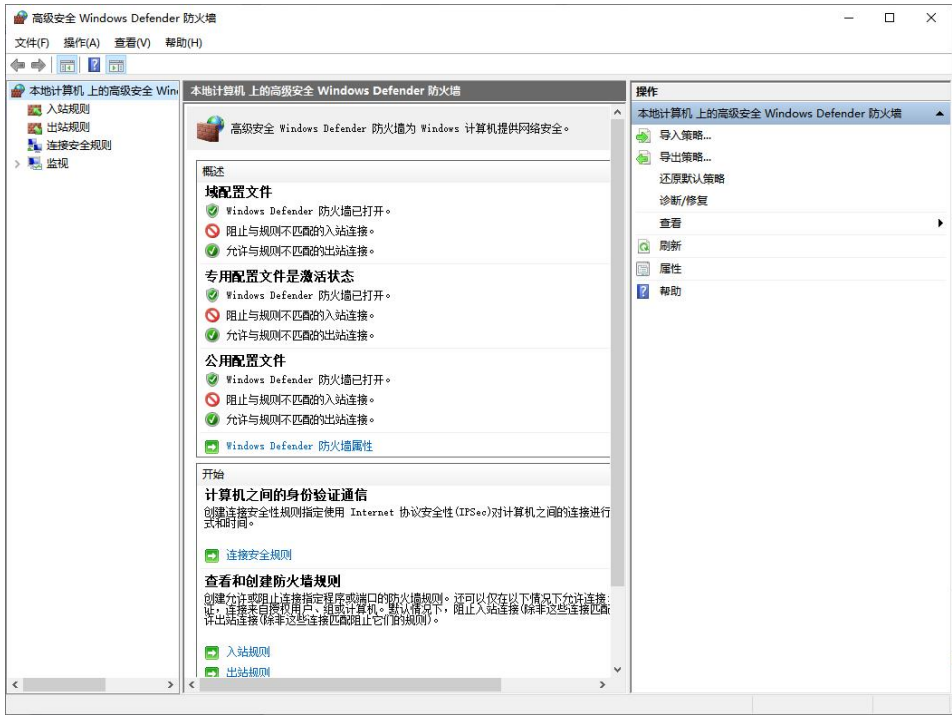 高级安全 Windows Defender 防火墙
文件(F) 操作(A) 查看(V) 帮助(H)
本地计算机 上的高级安全 Win
入站规则
出站规则
连接安全规则
监视
本地计算机 上的高级安全 Windows Defender 防火墙
高级安全 Windows Defender 防火墙为 Windows 计算机提供网络安全。
概述
域配置文件
Windows Defender 防火墙已打开。
阻止与规则不匹配的入站连接。
允许与规则不匹配的出站连接。
专用配置文件是激活状态
Windows Defender 防火墙已打开。
阻止与规则不匹配的入站连接。
允许与规则不匹配的出站连接。
公用配置文件
Windows Defender 防火墙已打开。
阻止与规则不匹配的入站连接。
允许与规则不匹配的出站连接。
Windows Defender 防火墙属性
开始
计算机之间的身份验证通信
创建连接安全性规则指定使用 Internet 协议安全性(IPSec)对计算机之间的连接进行
式和时间。
连接安全规则
查看和创建防火墙规则
创建允许或阻止连接指定程序或端口的防火墙规则。还可以仅在以下情况下允许连接:
证，连接来自授权用户、组或计算机。默认情况下，阻止入站连接(除非这些连接匹配
许出站连接(除非这些连接匹配阻止它们的规则)。
入站规则
出站规则
操作
本地计算机 上的高级安全 Windows Defender 防火墙
导入策略...
导出策略...
还原默认策略
诊断/修复
查看
刷新
属性
帮助